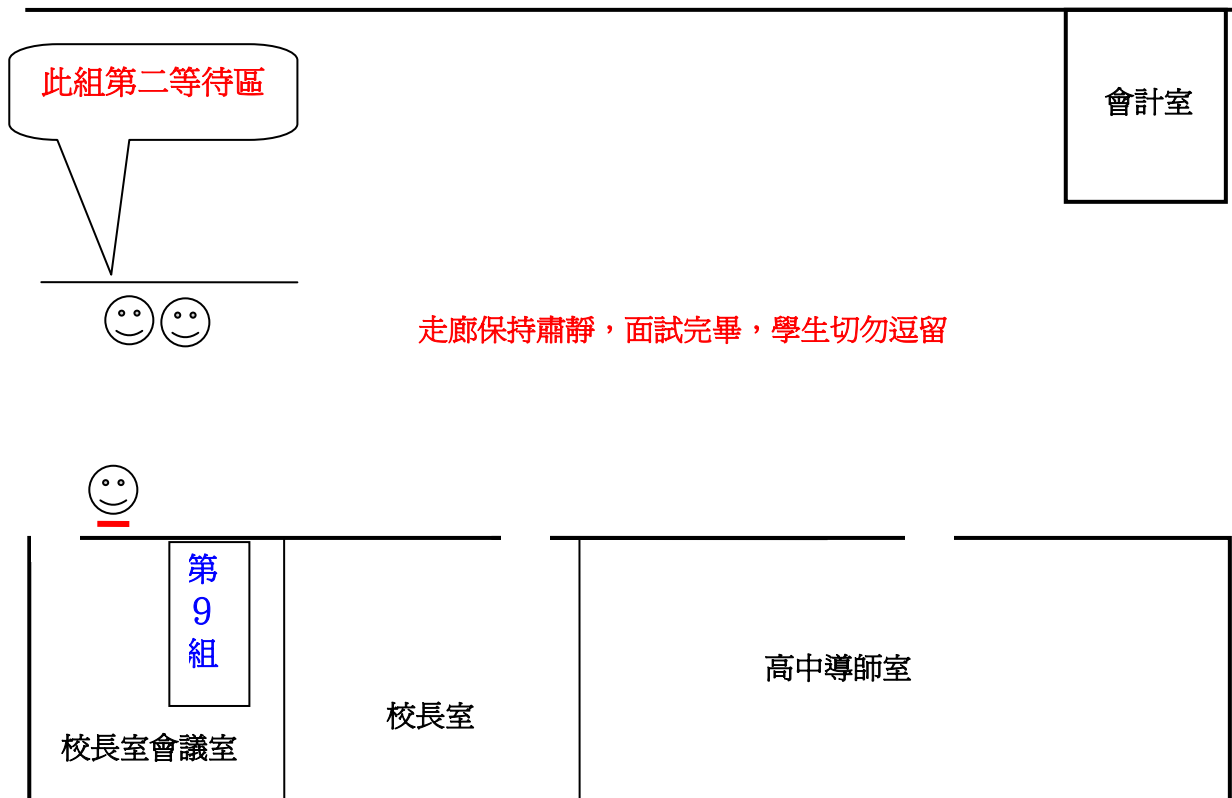 此組第二等待區
會計室
走廊保持肅靜，面試完畢，學生切勿逗留
第
9
組
高中導師室
校長室
校長室會議室